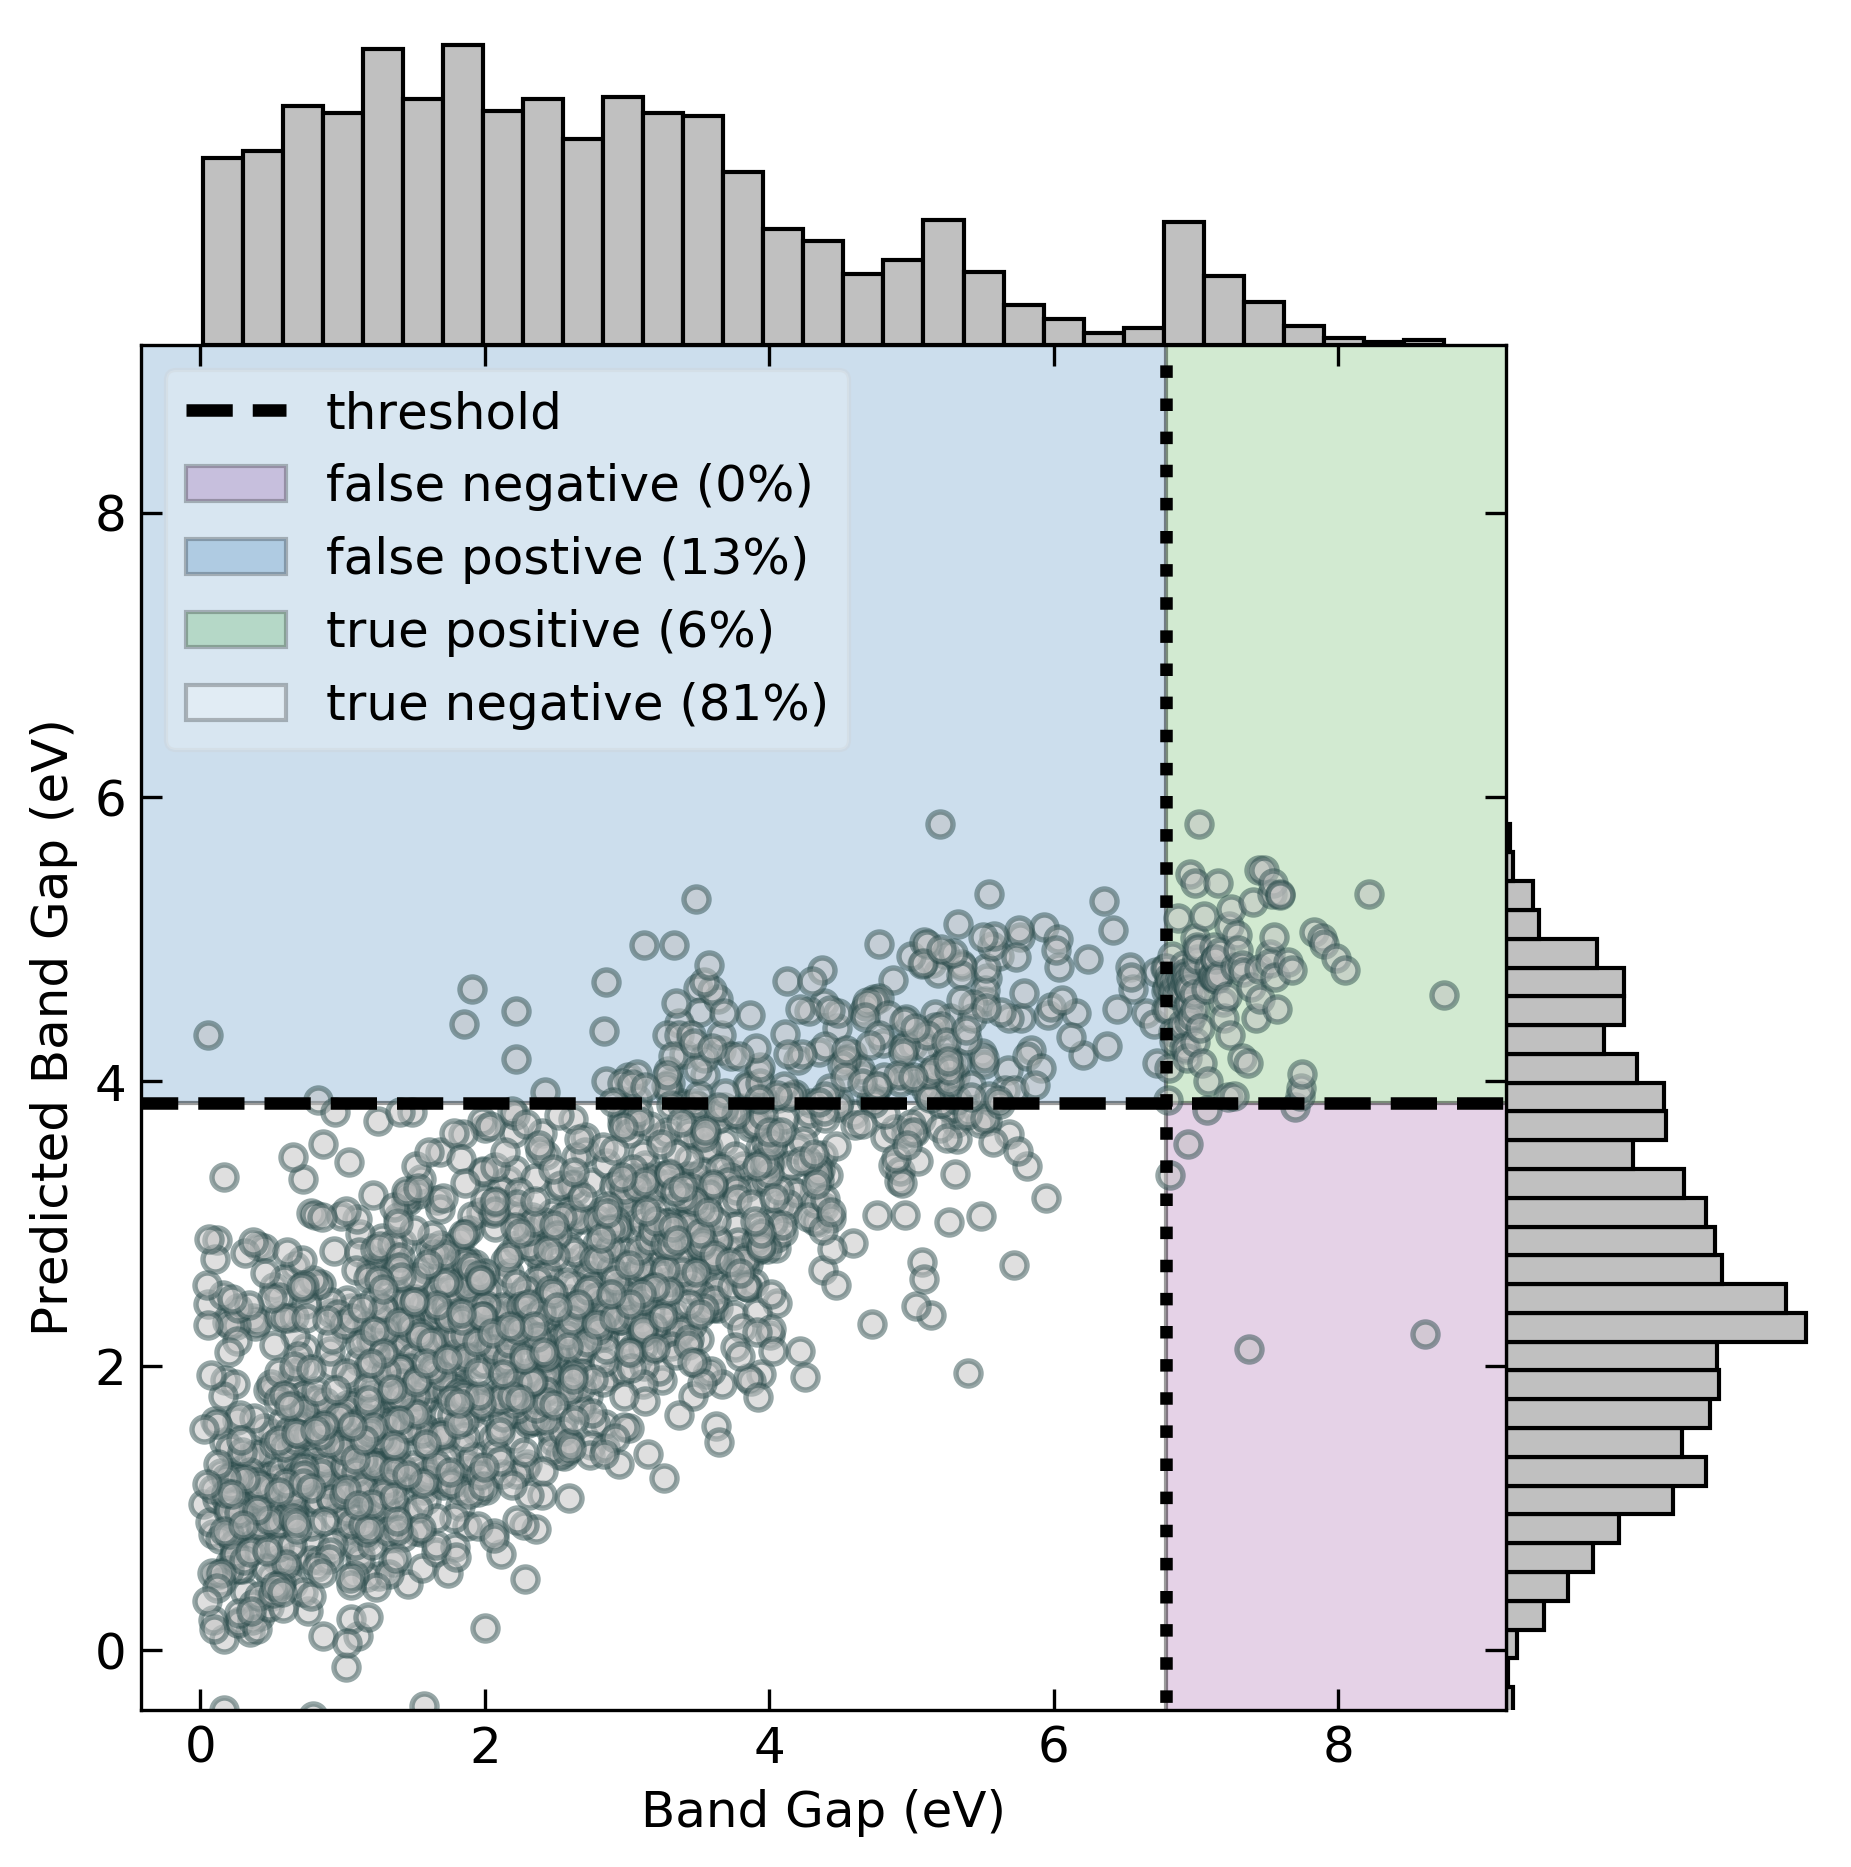 threshold
false negative (0%)
false postive (13%)
true positive (6%)
true negative (81%)
8
6
4
2
0
Predicted Band Gap (eV)
0 2 4 6 8
Band Gap (eV)